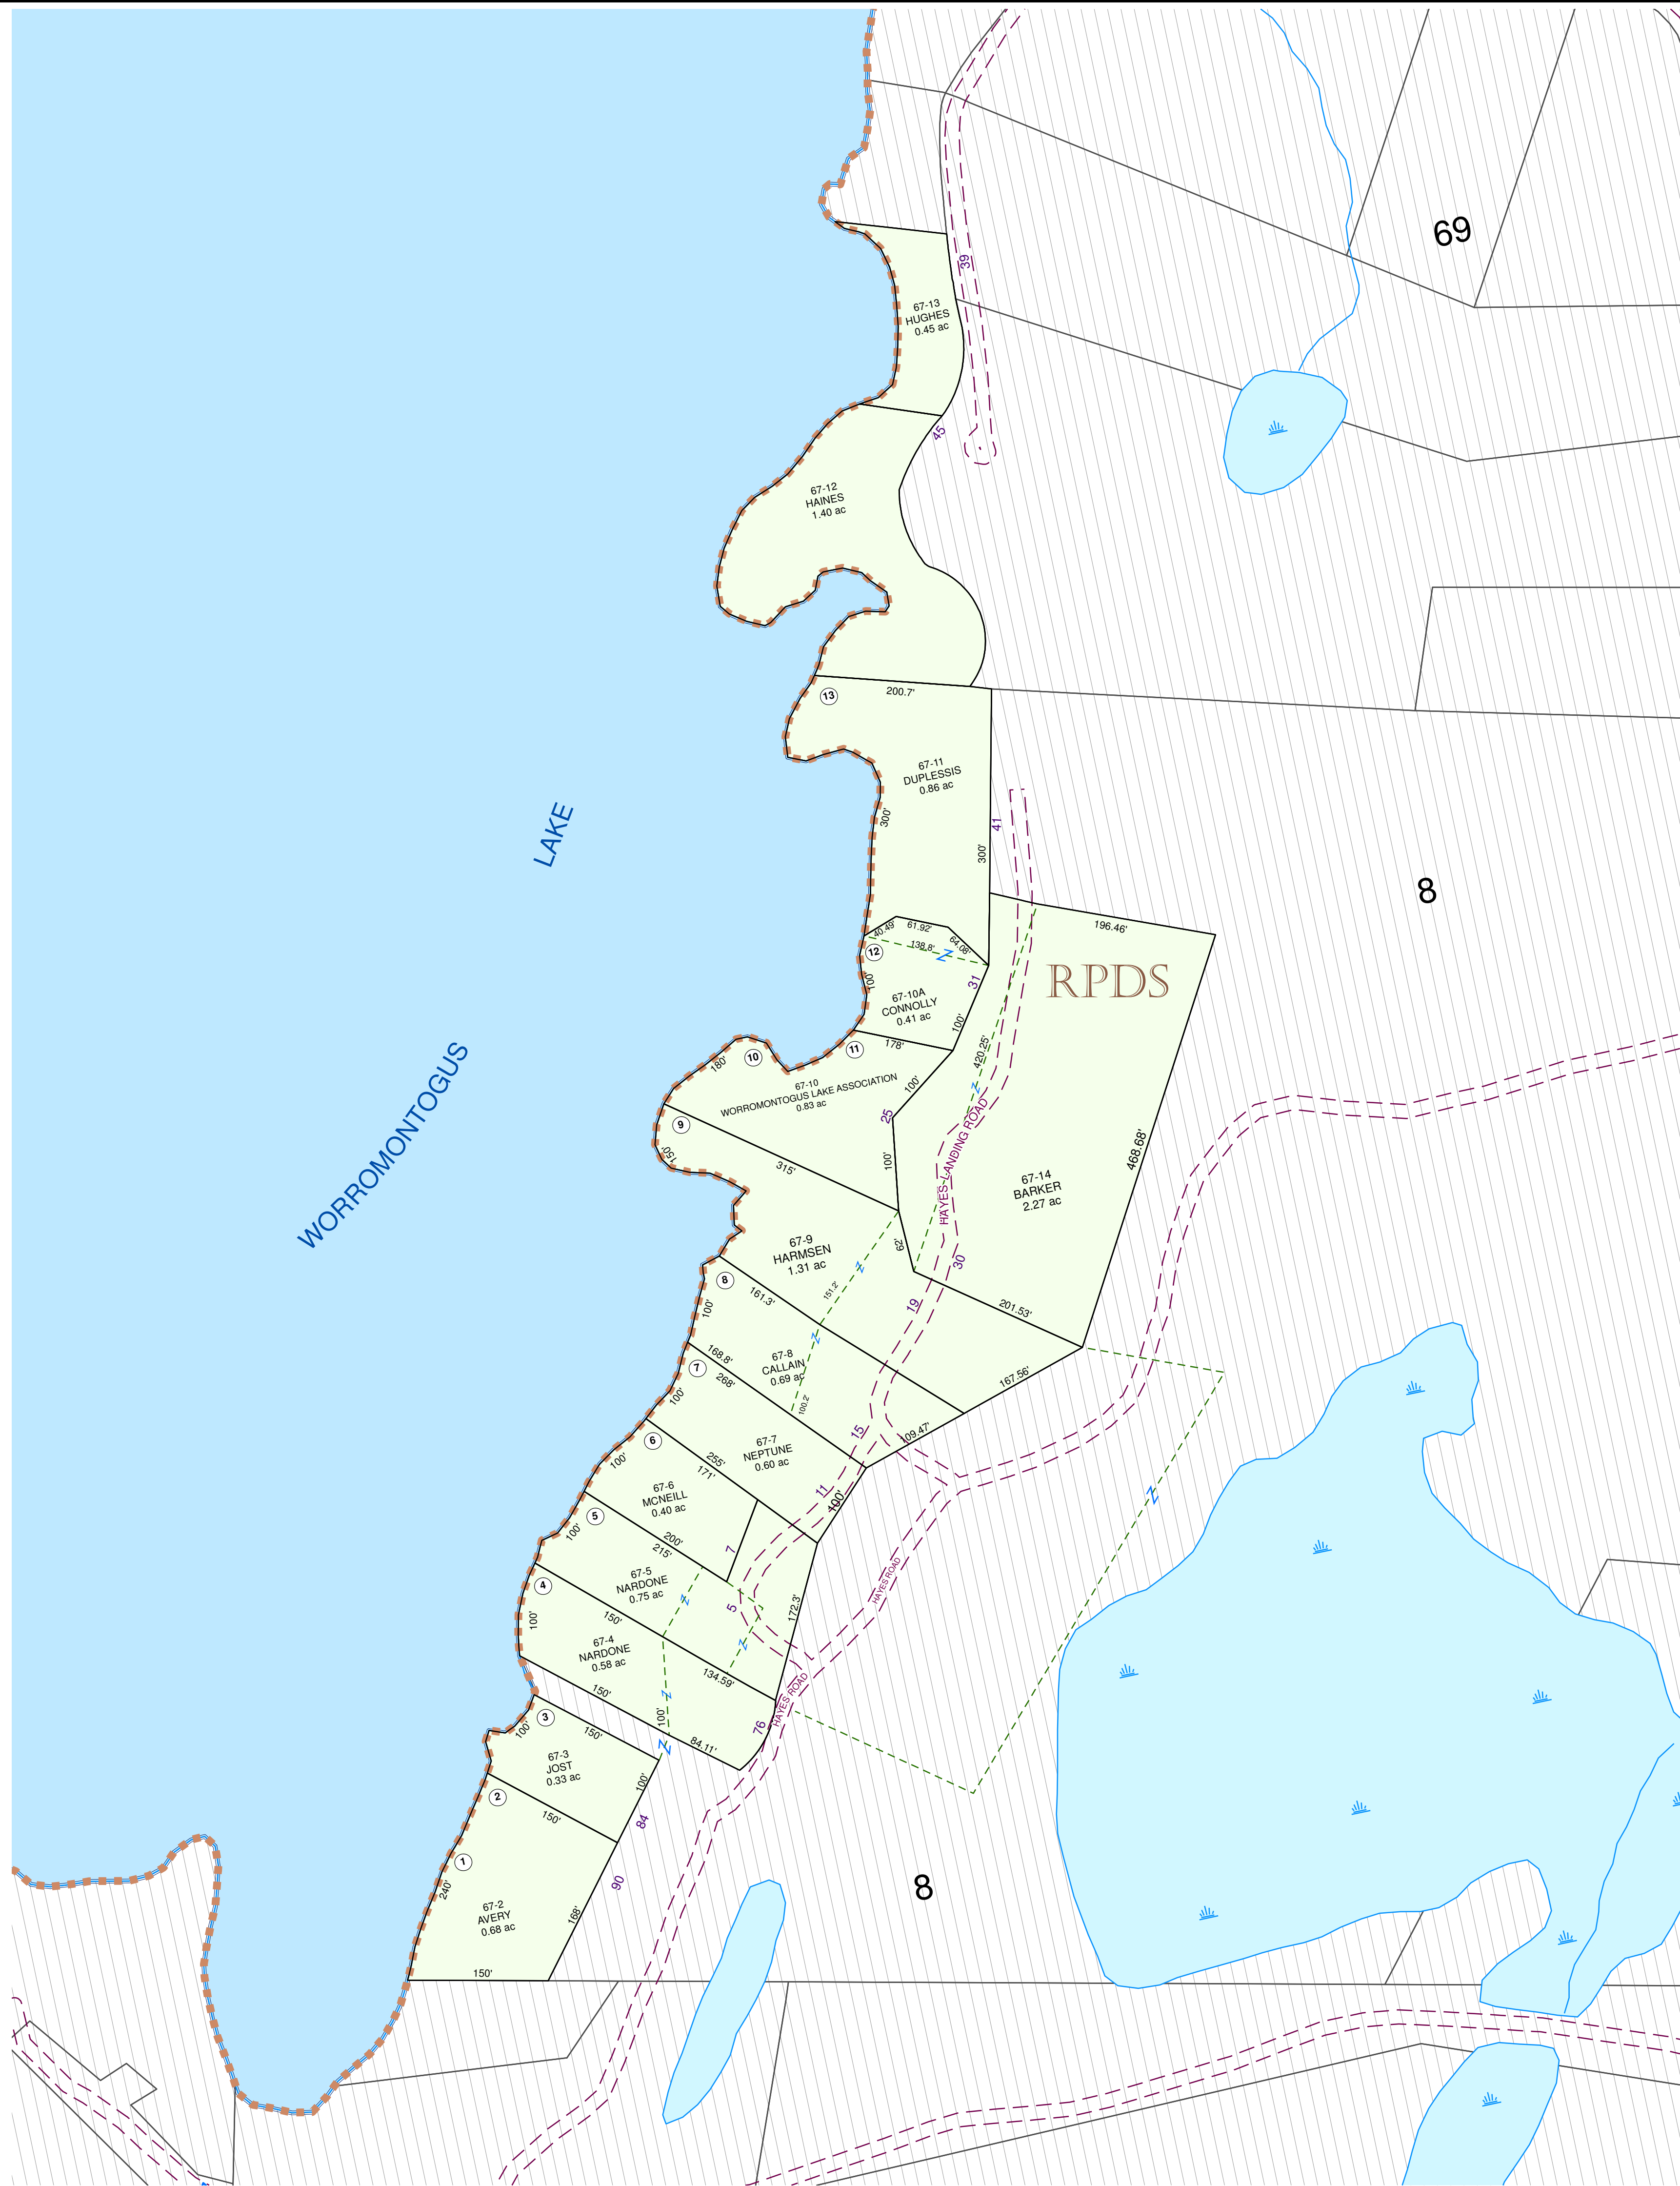 69
39
67-13
HUGHES
0.45 ac
45
67-12
HAINES
1.40 ac
13
200.7'
67-11
DUPLESSIS
0.86 ac
300'
300'
41
LAKE
8
40.49'
61.92'
64.08'
138.8'
12
196.46'
RPDS
100'
67-10A
CONNOLLY
0.41 ac
31
100'
420.25'
11
178'
10
180'
67-10
WORROMONTOGUS LAKE ASSOCIATION
0.83 ac
100'
25
WORROMONTOGUS
9
150'
315'
100'
HAYES LANDING ROAD
468.68'
67-14
BARKER
2.27 ac
67-9
HARMSEN
1.31 ac
62'
30
8
161.3'
151.2'
19
201.53'
100'
168.8'
67-8
CALLAIN
0.69 ac
7
268'
100.2'
167.56'
100'
15
109.47'
6
255'
171'
67-7
NEPTUNE
0.60 ac
100'
67-6
MCNEILL
0.40 ac
11
100'
5
200'
215'
7
100'
67-5
NARDONE
0.75 ac
HAYES ROAD
4
5
172.3'
150'
100'
67-4
NARDONE
0.58 ac
134.59'
150'
HAYES ROAD
3
100'
76
84.11'
100'
150'
67-3
JOST
0.33 ac
100'
2
150'
84
1
240'
90
8
67-2
AVERY
0.68 ac
168'
150'